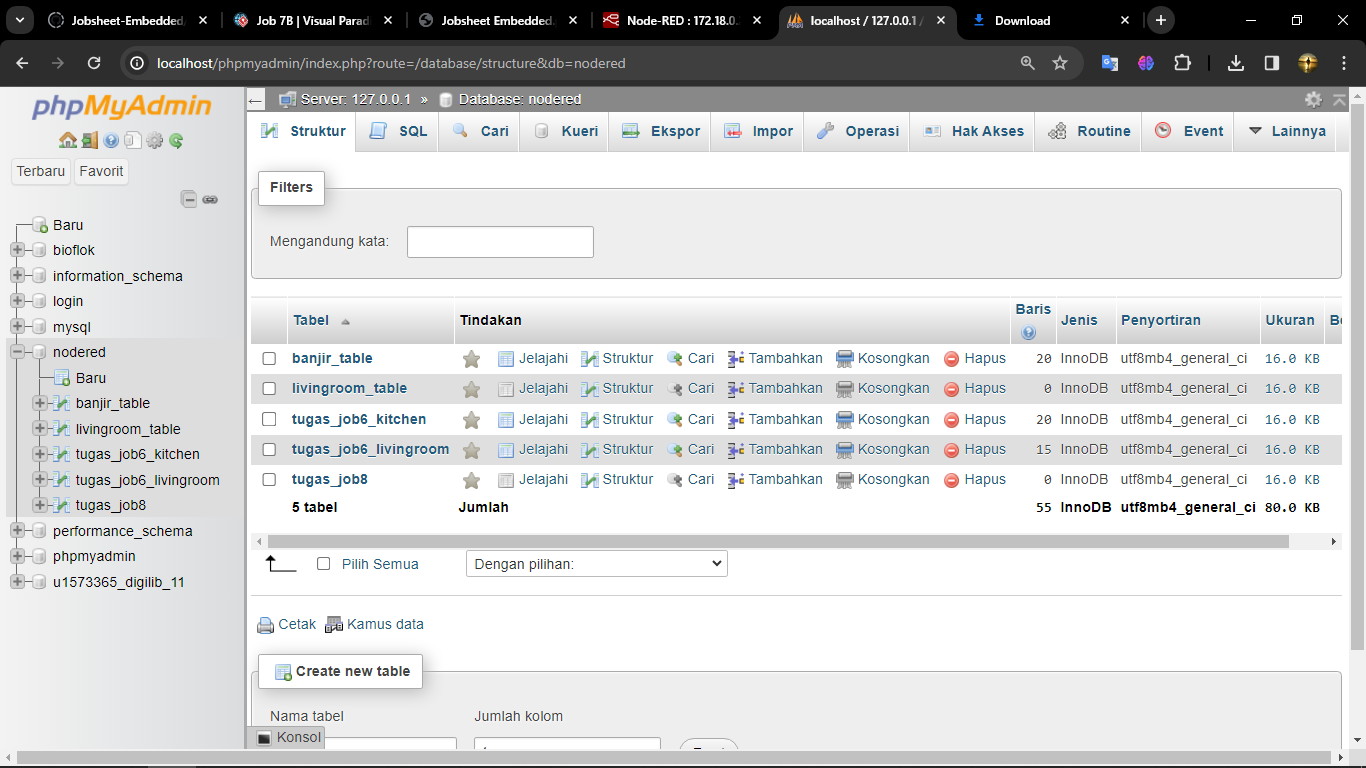 Jobsheet-Embedded
Job 7B | Visual Parad
Jobsheet Embedded
Node-RED : 172.18.0.
localhost / 127.0.0.1 /
Download
localhost/phpmyadmin/index.php?route=/database/structure&db=nodered
phpMyAdmin
Terbaru Favorit
Baru
bioflok
information_schema
login
mysql
nodered
Baru
banjir_table
livingroom_table
tugas_job6_kitchen
tugas_job6_livingroom
tugas_job8
performance_schema
phpmyadmin
u1573365_digilib_11
Server: 127.0.0.1 » Database: nodered
Struktur SQL Cari Kueri Ekspor Impor Operasi Hak Akses Routine Event Lainnya
Filters
Mengandung kata:
Tabel Tindakan Baris Jenis Penyortiran Ukuran
banjir_table Jelajahi Struktur Cari Tambahkan Kosongkan Hapus 20 InnoDB utf8mb4_general_ci 16.0 KB
livingroom_table Jelajahi Struktur Cari Tambahkan Kosongkan Hapus 0 InnoDB utf8mb4_general_ci 16.0 KB
tugas_job6_kitchen Jelajahi Struktur Cari Tambahkan Kosongkan Hapus 20 InnoDB utf8mb4_general_ci 16.0 KB
tugas_job6_livingroom Jelajahi Struktur Cari Tambahkan Kosongkan Hapus 15 InnoDB utf8mb4_general_ci 16.0 KB
tugas_job8 Jelajahi Struktur Cari Tambahkan Kosongkan Hapus 0 InnoDB utf8mb4_general_ci 16.0 KB
5 tabel Jumlah 55 InnoDB utf8mb4_general_ci 80.0 KB
Pilih Semua Dengan pilihan:
Cetak Kamus data
Create new table
Nama tabel Jumlah kolom
Konsol